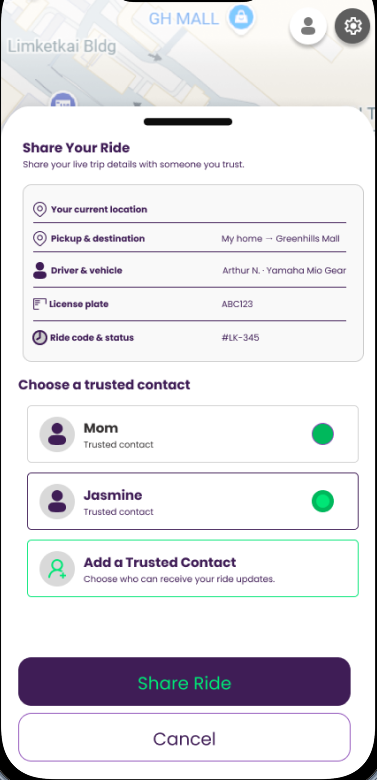 GH MALL
Limketkai Bldg
Share Your Ride
Share your live trip details with someone you trust.
Your current location
Pickup & destination My home → Greenhills Mall
Driver & vehicle Arthur N. · Yamaha Mio Gear
License plate ABC123
Ride code & status #LK-345
Choose a trusted contact
Mom
Trusted contact
Jasmine
Trusted contact
Add a Trusted Contact
Choose who can receive your ride updates.
Share Ride
Cancel